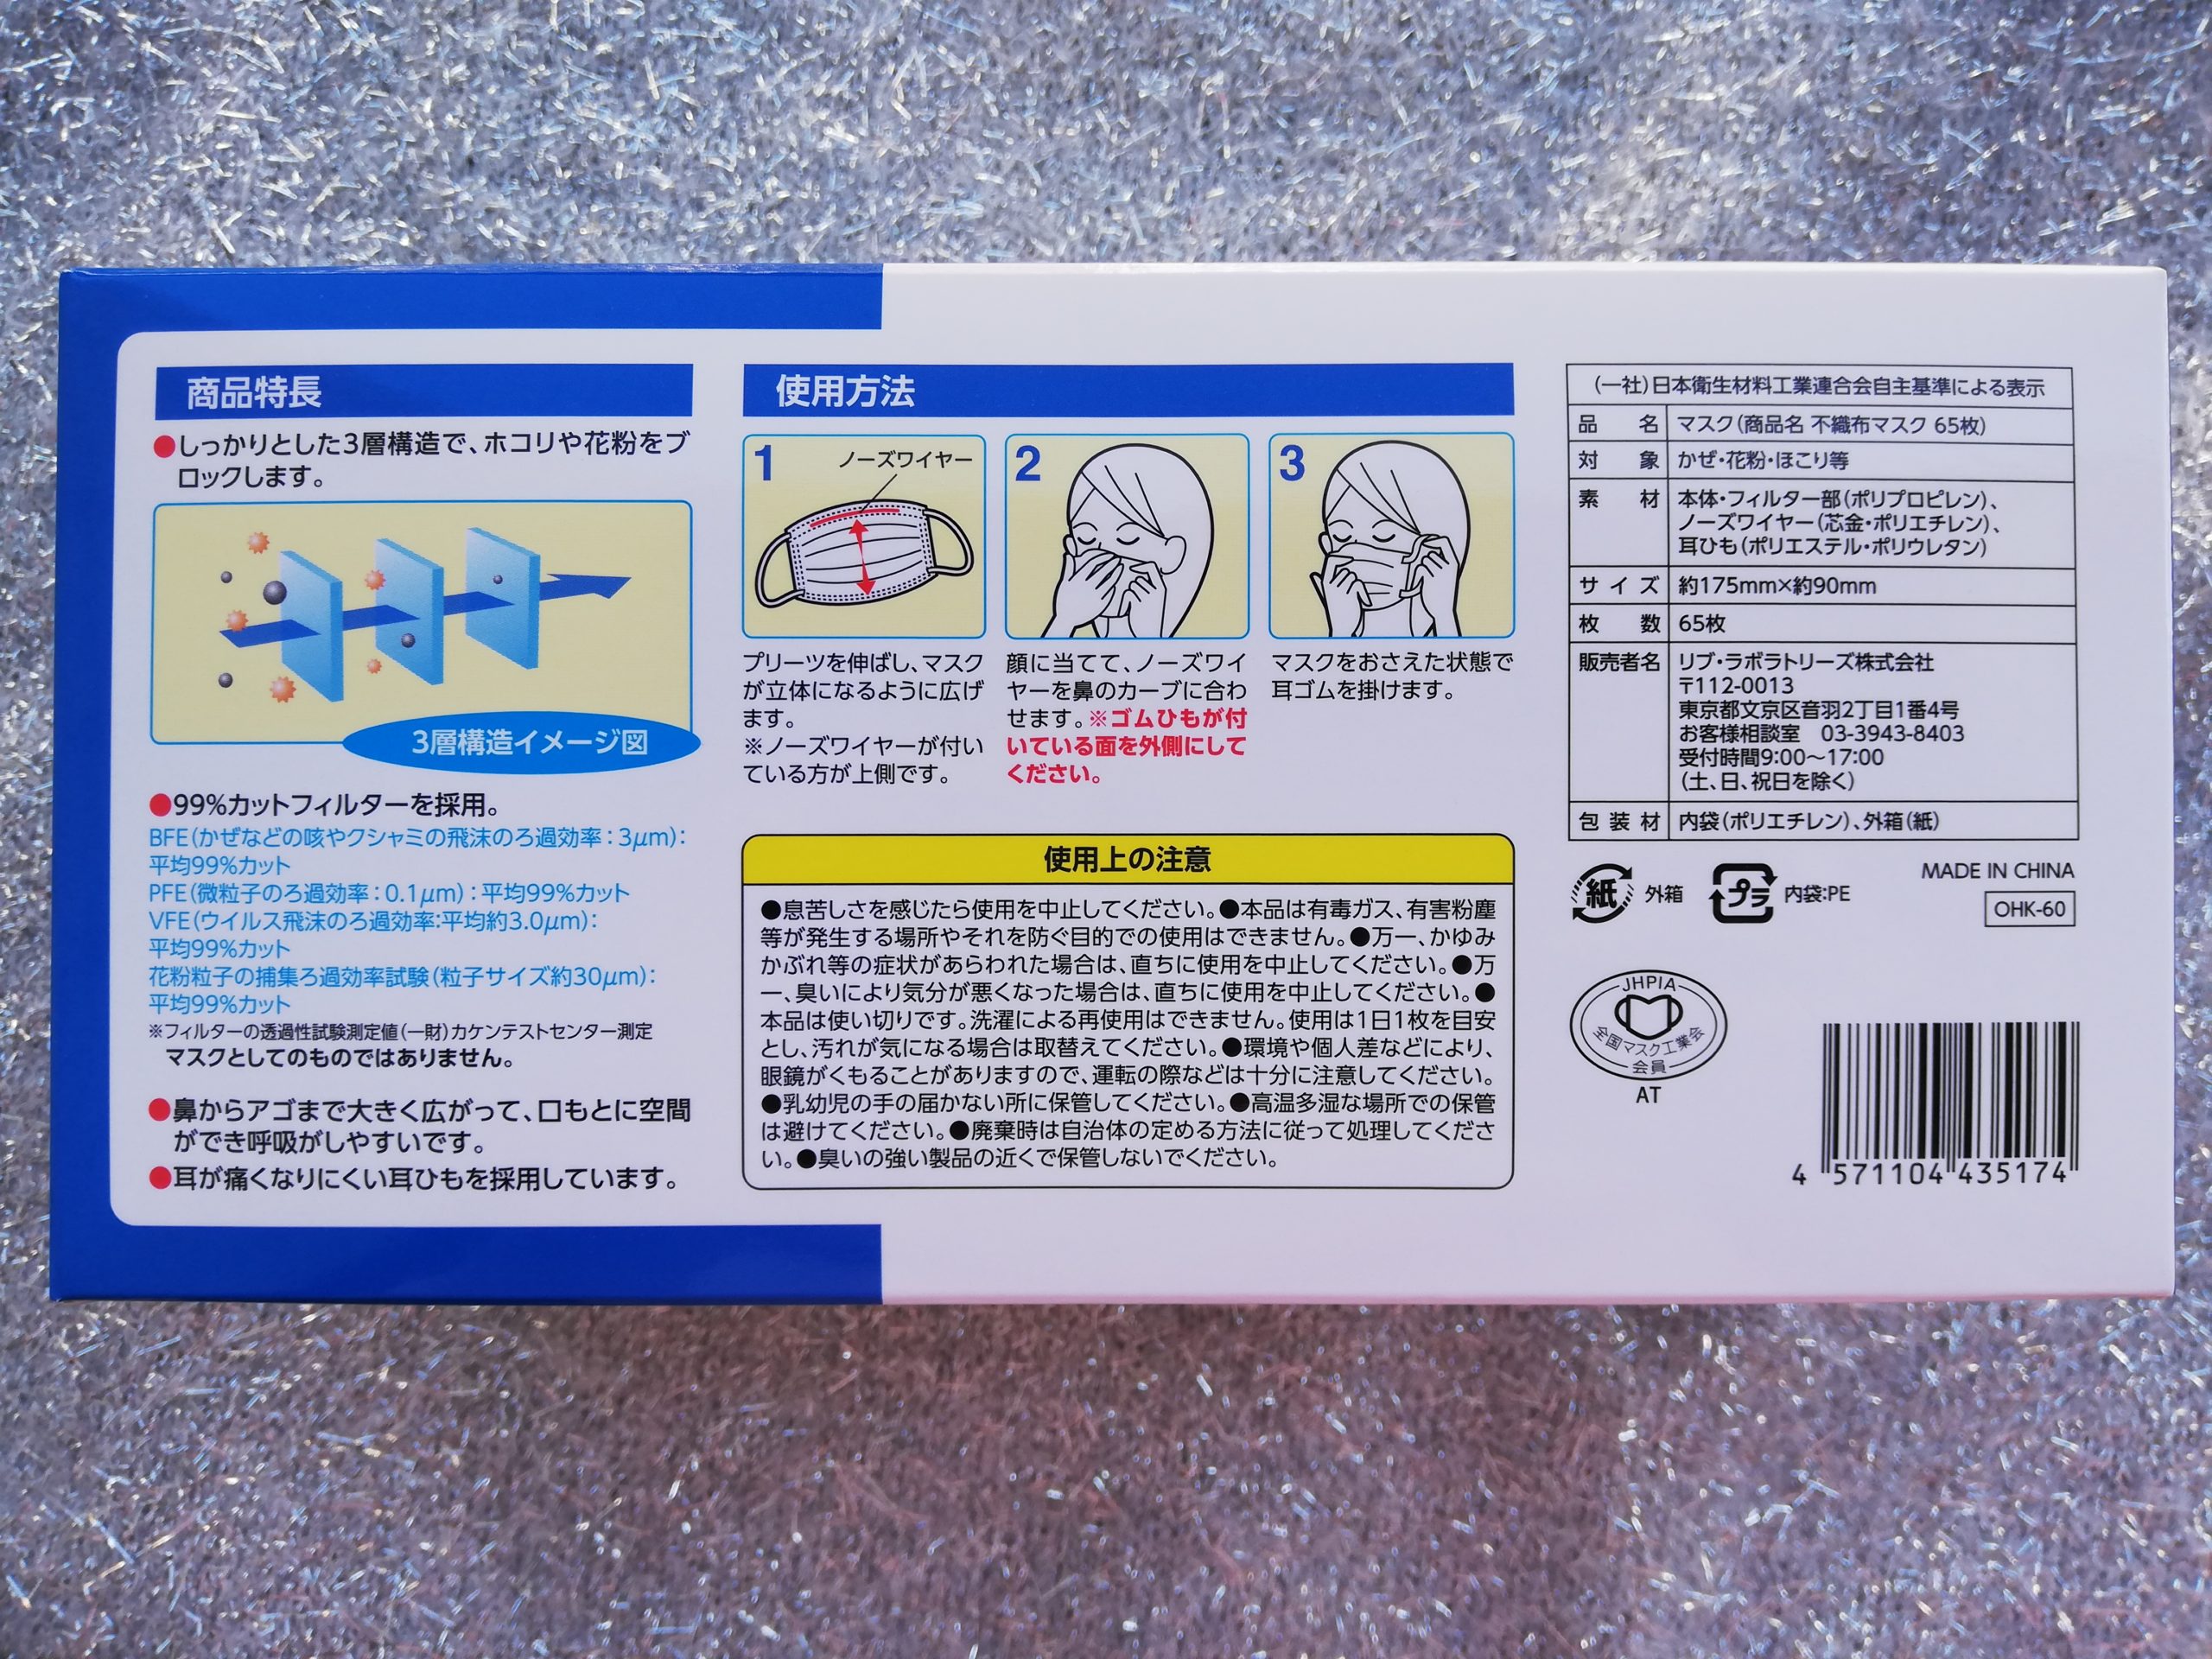 商品特長
●しっかりとした3層構造で、ホコリや花粉をブ
ロックします。
3層構造イメージ図
●99%カットフィルターを採用。
BFE(かぜなどの咳やクシャミの飛沫のろ過効率：3μm)：
平均99%カット
PFE(微粒子のろ過効率：0.1μm)：平均99%カット
VFE(ウイルス飛沫のろ過効率:平均約3.0μm)：
平均99%カット
花粉粒子の捕集ろ過効率試験(粒子サイズ約30μm)：
平均99%カット
※フィルターの透過性試験測定値(一財)カケンテストセンター測定
マスクとしてのものではありません。
●鼻からアゴまで大きく広がって、口もとに空間
ができ呼吸がしやすいです。
●耳が痛くなりにくい耳ひもを採用しています。
使用方法
1
ノーズワイヤー
プリーツを伸ばし、マスク
が立体になるように広げ
ます。
※ノーズワイヤーが付い
ている方が上側です。
2
顔に当てて、ノーズワイ
ヤーを鼻のカーブに合わ
せます。※ゴムひもが付
いている面を外側にして
ください。
3
マスクをおさえた状態で
耳ゴムを掛けます。
使用上の注意
●息苦しさを感じたら使用を中止してください。●本品は有毒ガス、有害粉塵
等が発生する場所やそれを防ぐ目的での使用はできません。●万一、かゆみ
かぶれ等の症状があらわれた場合は、直ちに使用を中止してください。●万
一、臭いにより気分が悪くなった場合は、直ちに使用を中止してください。●
本品は使い切りです。洗濯による再使用はできません。使用は1日1枚を目安
とし、汚れが気になる場合は取替えてください。●環境や個人差などにより、
眼鏡がくもることがありますので、運転の際などは十分に注意してください。
●乳幼児の手の届かない所に保管してください。●高温多湿な場所での保管
は避けてください。●廃棄時は自治体の定める方法に従って処理してくださ
い。●臭いの強い製品の近くで保管しないでください。
(一社)日本衛生材料工業連合会自主基準による表示
品名 マスク(商品名 不織布マスク 65枚)
対象 かぜ・花粉・ほこり等
素材 本体・フィルター部(ポリプロピレン)、
ノーズワイヤー(芯金・ポリエチレン)、
耳ひも(ポリエステル・ポリウレタン)
サイズ 約175mm×約90mm
枚数 65枚
販売者名 リブ・ラボラトリーズ株式会社
〒112-0013
東京都文京区音羽2丁目1番4号
お客様相談室 03-3943-8403
受付時間9:00～17:00
(土、日、祝日を除く)
包装材 内袋(ポリエチレン)、外箱(紙)
紙 外箱 プラ 内袋:PE
MADE IN CHINA
OHK-60
JHPIA
全国マスク工業会
会員
AT
4 571104 435174